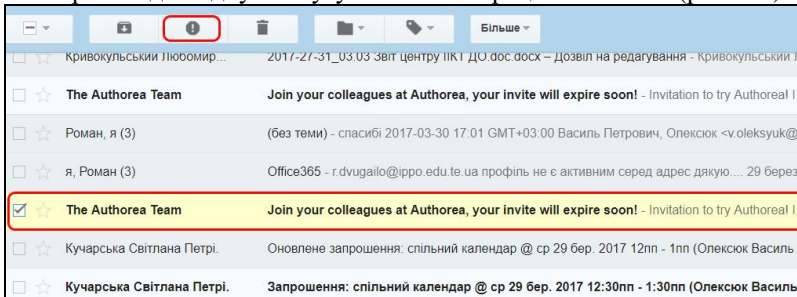 Більше
Кривокульський Любомир... 2017-27-31_03.03 Звіт центру ПКТ ДО.doc.docx – Дозвіл на редагування - Кривокульський
The Authorea Team Join your colleagues at Authorea, your invite will expire soon! - Invitation to try Authorea! I
Роман, я (3) (без теми) - спасибі 2017-03-30 17:01 GMT+03:00 Василь Петрович, Олексюк <v.oleksyuk@
я, Роман (3) Office365 - r.dvugailo@ippo.edu.te.ua профіль не є активним серед адрес дякую.... 29 берез
The Authorea Team Join your colleagues at Authorea, your invite will expire soon! - Invitation to try Authorea! I
Кучарська Світлана Петрі. Оновлене запрошення: спільний календар @ ср 29 бер. 2017 12пп - 1пп (Олексюк Василь
Кучарська Світлана Петрі. Запрошення: спільний календар @ ср 29 бер. 2017 12:30пп - 1:30пп (Олексюк Василь